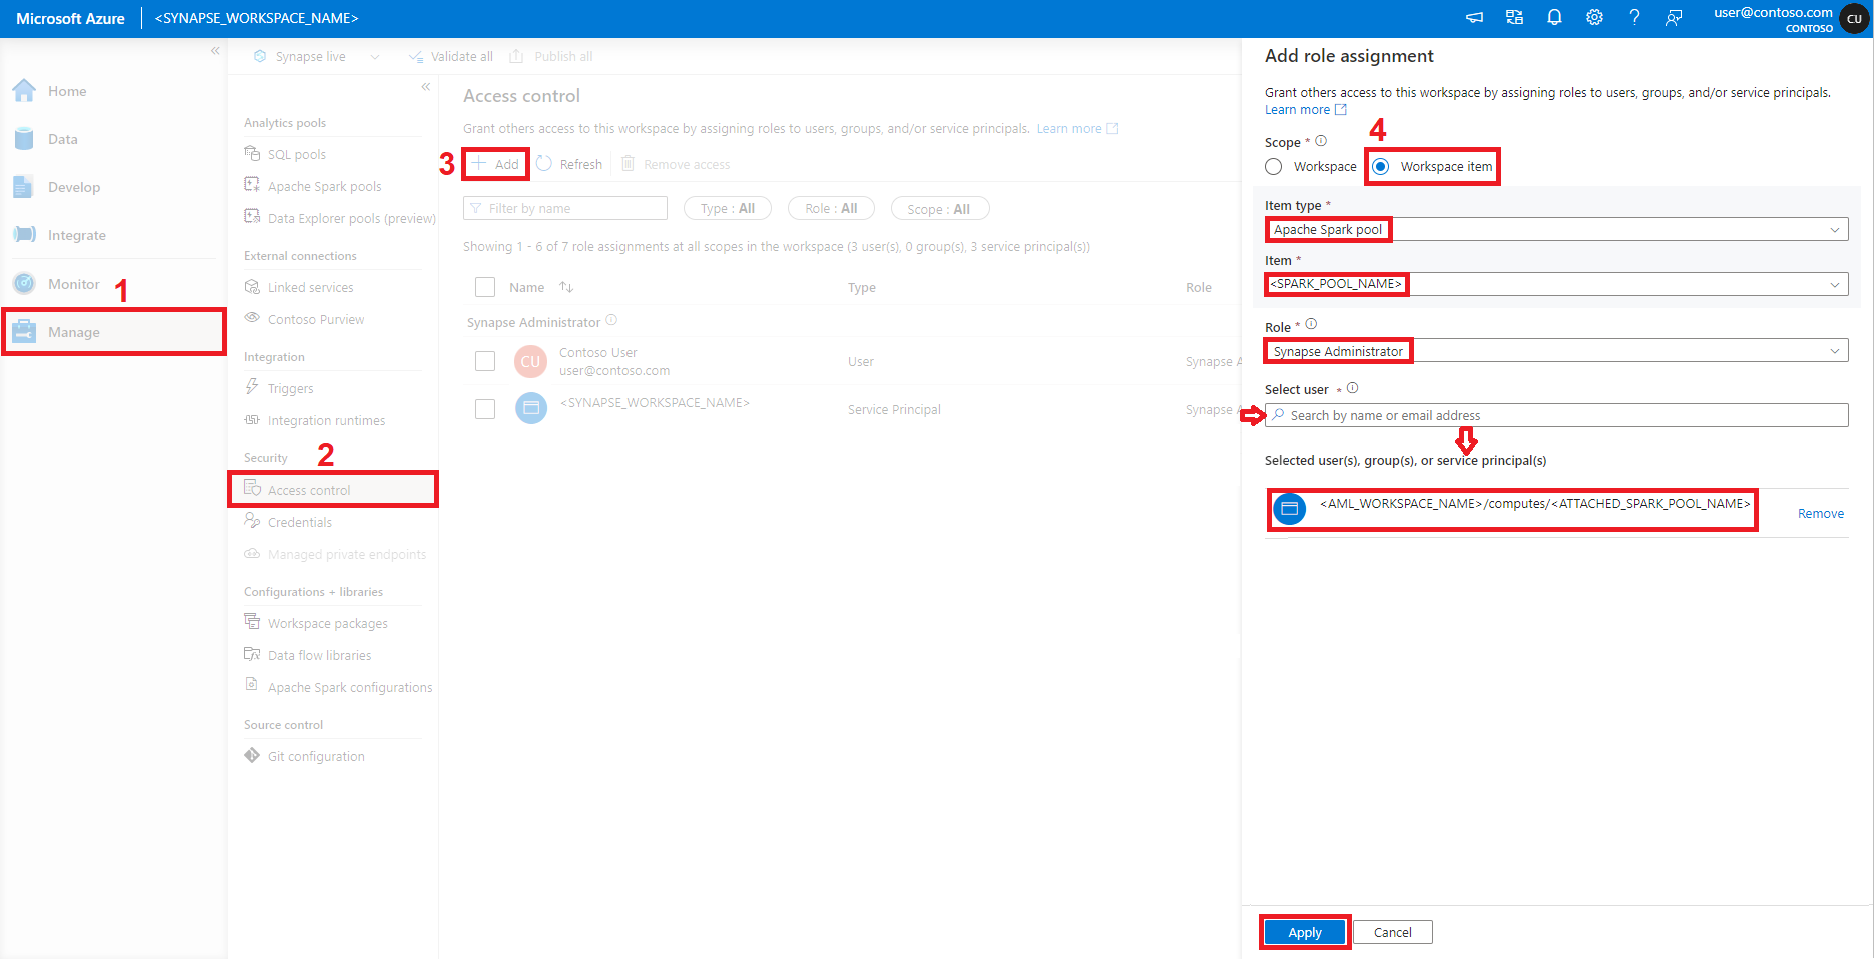 Microsoft Azure
<SYNAPSE_WORKSPACE_NAME>
user@contoso.com
CONTOSO
CU
Home
Data
Develop
Integrate
Monitor
1
Manage
Synapse live
Validate all
Publish all
Analytics pools
SQL pools
Apache Spark pools
Data Explorer pools (preview)
External connections
Linked services
Contoso Purview
Integration
Triggers
Integration runtimes
Security
2
Access control
Credentials
Managed private endpoints
Configurations + libraries
Workspace packages
Data flow libraries
Apache Spark configurations
Source control
Git configuration
Access control
Grant others access to this workspace by assigning roles to users, groups, and/or service principals. Learn more
3
Add
Refresh
Remove access
Filter by name
Type : All
Role : All
Scope : All
Showing 1 - 6 of 7 role assignments at all scopes in the workspace (3 user(s), 0 group(s), 3 service principal(s))
Name
Type
Role
Synapse Administrator
CU
Contoso User
user@contoso.com
User
Synapse A
<SYNAPSE_WORKSPACE_NAME>
Service Principal
Synapse A
Add role assignment
Grant others access to this workspace by assigning roles to users, groups, and/or service principals.
Learn more
4
Scope *
Workspace
Workspace item
Item type *
Apache Spark pool
Item *
<SPARK_POOL_NAME>
Role *
Synapse Administrator
Select user *
Search by name or email address
Selected user(s), group(s), or service principal(s)
<AML_WORKSPACE_NAME>/computes/<ATTACHED_SPARK_POOL_NAME>
Remove
Apply
Cancel